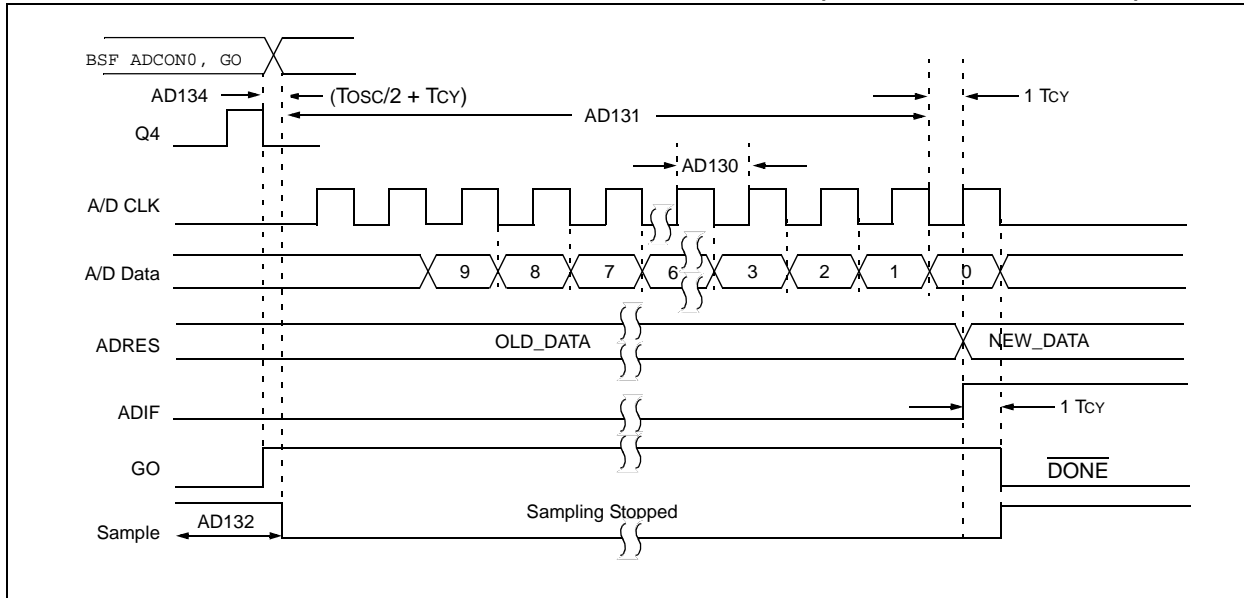 BSF ADCON0, GO
AD134 (TOSC/2 + TCY) 1 TCY
AD131
Q4
AD130
A/D CLK
A/D Data 9 8 7 6 3 2 1 0
ADRES OLD_DATA NEW_DATA
ADIF 1 TCY
GO DONE
Sample AD132 Sampling Stopped